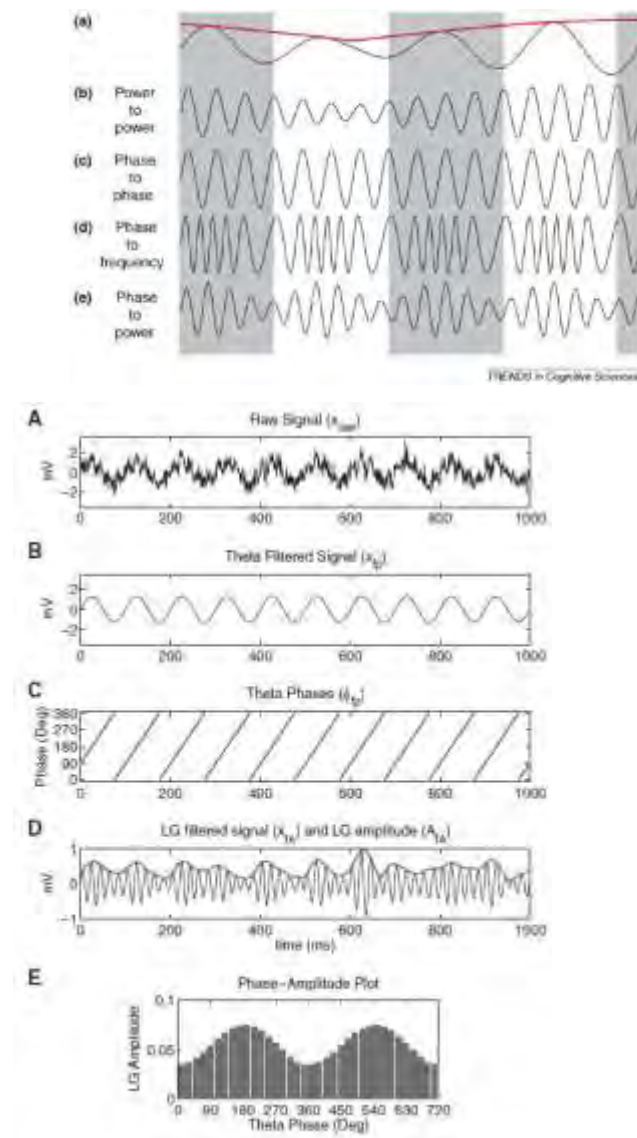 (a)
(b) Power
to
power
(c) Phase
to
phase
(d) Phase
to
frequency
(e) Phase
to
power
TRENDS in Cognitive Sciences
A
Raw Signal (x
mV
2
0
−2
0 200 400 600 800 1000
B
Theta Filtered Signal (x
mV
2
0
−2
0 200 400 600 800 1000
C
Theta Phases (ϕ
Phase (Deg)
360
270
180
90
0
0 200 400 600 800 1000
D
LG filtered signal (x and LG amplitude (A
mV
1
0
−1
0 200 400 600 800 1000
time (ms)
E
Phase−Amplitude Plot
LG Amplitude
0.1
0.05
0
0 90 180 270 360 450 540 630 720
Theta Phase (Deg)